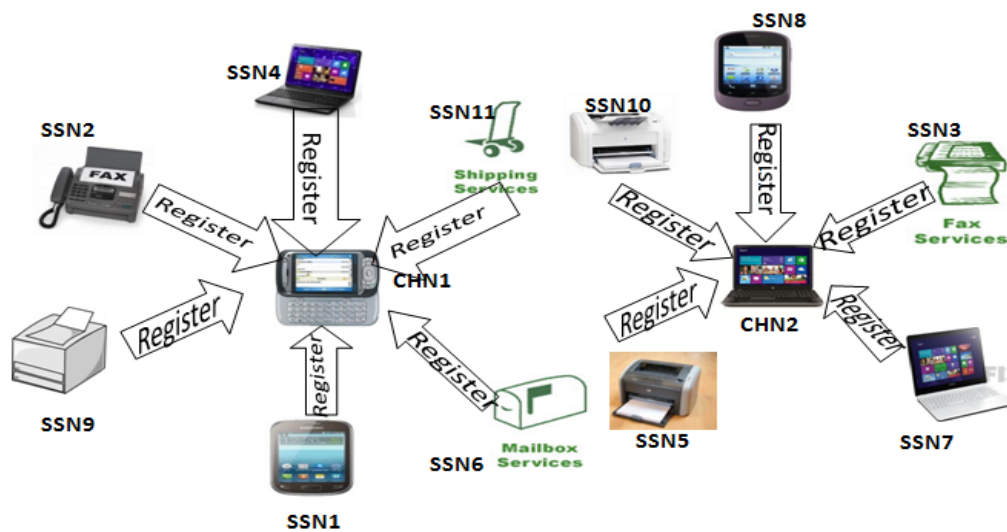 SSN8
SSN4
SSN11
SSN10
SSN2
SSN3
FAX
Register
Shipping
Services
Register
Register
Register
Register
Register
Register
Fax
Services
CHN1
Register
Register
CHN2
Register
Register
Register
SSN9
SSN5
SSN7
SSN6
Mailbox
Services
SSN1